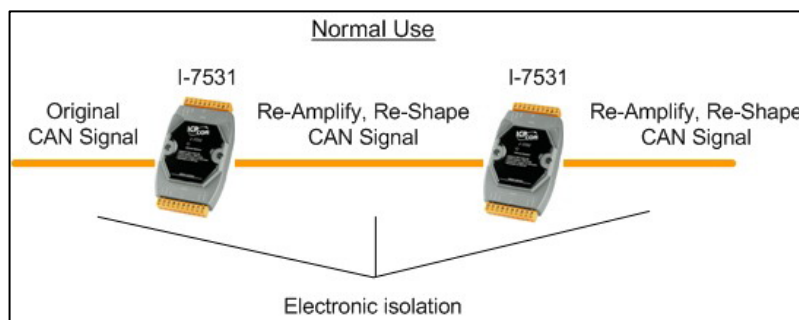 Normal Use
I-7531
I-7531
Original
CAN Signal
Re-Amplify, Re-Shape
CAN Signal
Re-Amplify, Re-Shape
CAN Signal
Electronic isolation